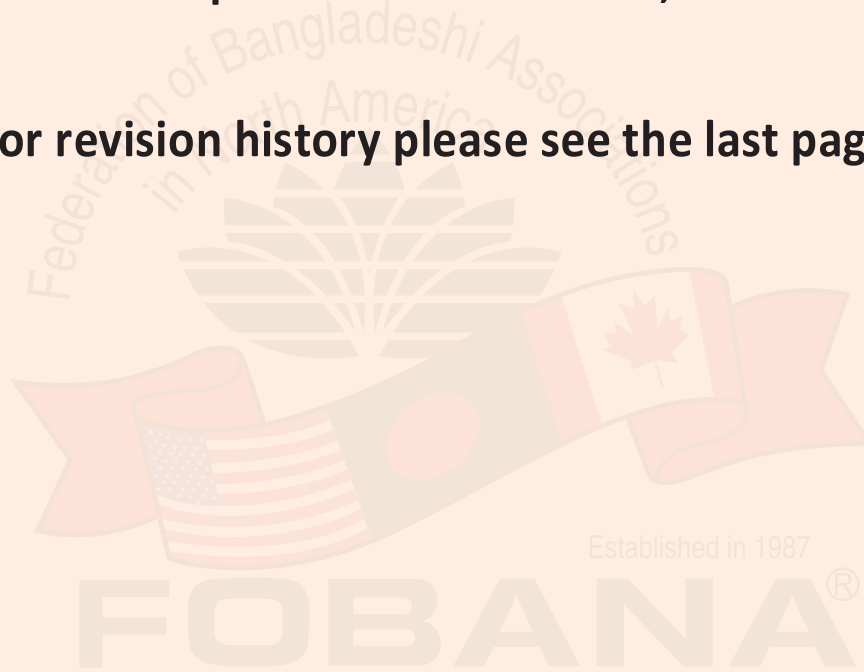 Federation of Bangladeshi Associations
in North America
or revision history please see the last pag
Established in 1987
FOBANA®